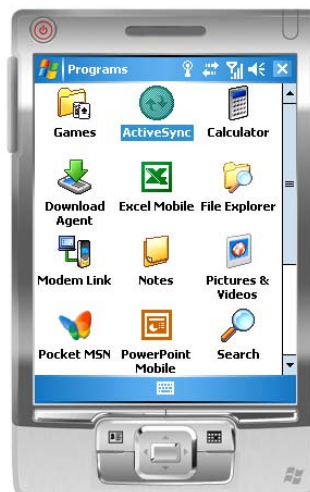 Programs
Games
ActiveSync
Calculator
Download
Agent
Excel Mobile
File Explorer
Modem Link
Notes
Pictures &
Videos
Pocket MSN
PowerPoint
Mobile
Search